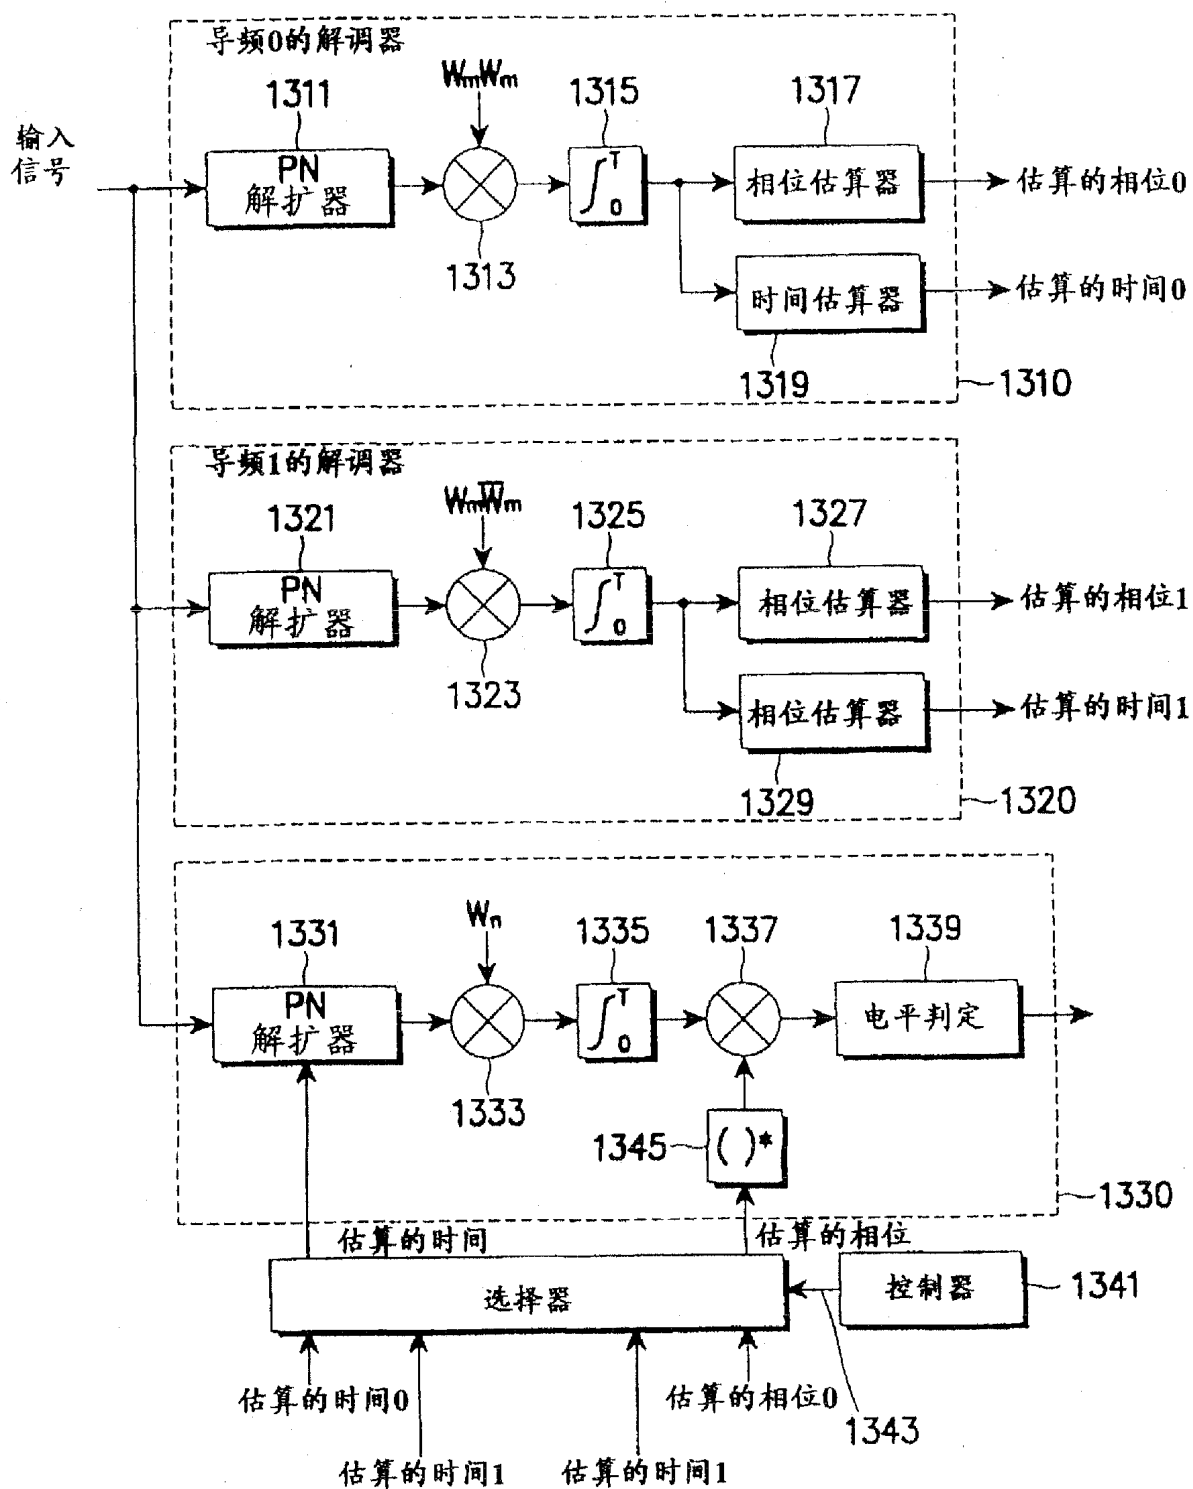 导频0的解调器
输入
信号
1311
PN
解扩器
WmWm
1313
1315
∫T0
1317
相位估算器
估算的相位0
时间估算器
估算的时间0
1319
1310
导频1的解调器
1321
PN
解扩器
WmW̅m
1323
1325
∫T0
1327
相位估算器
估算的相位1
相位估算器
估算的时间1
1329
1320
1331
PN
解扩器
Wn
1333
1335
∫T0
1337
1339
电平判定
1345
( )*
1330
估算的时间
估算的相位
选择器
控制器
1341
1343
估算的时间0
估算的相位0
估算的时间1
估算的时间1